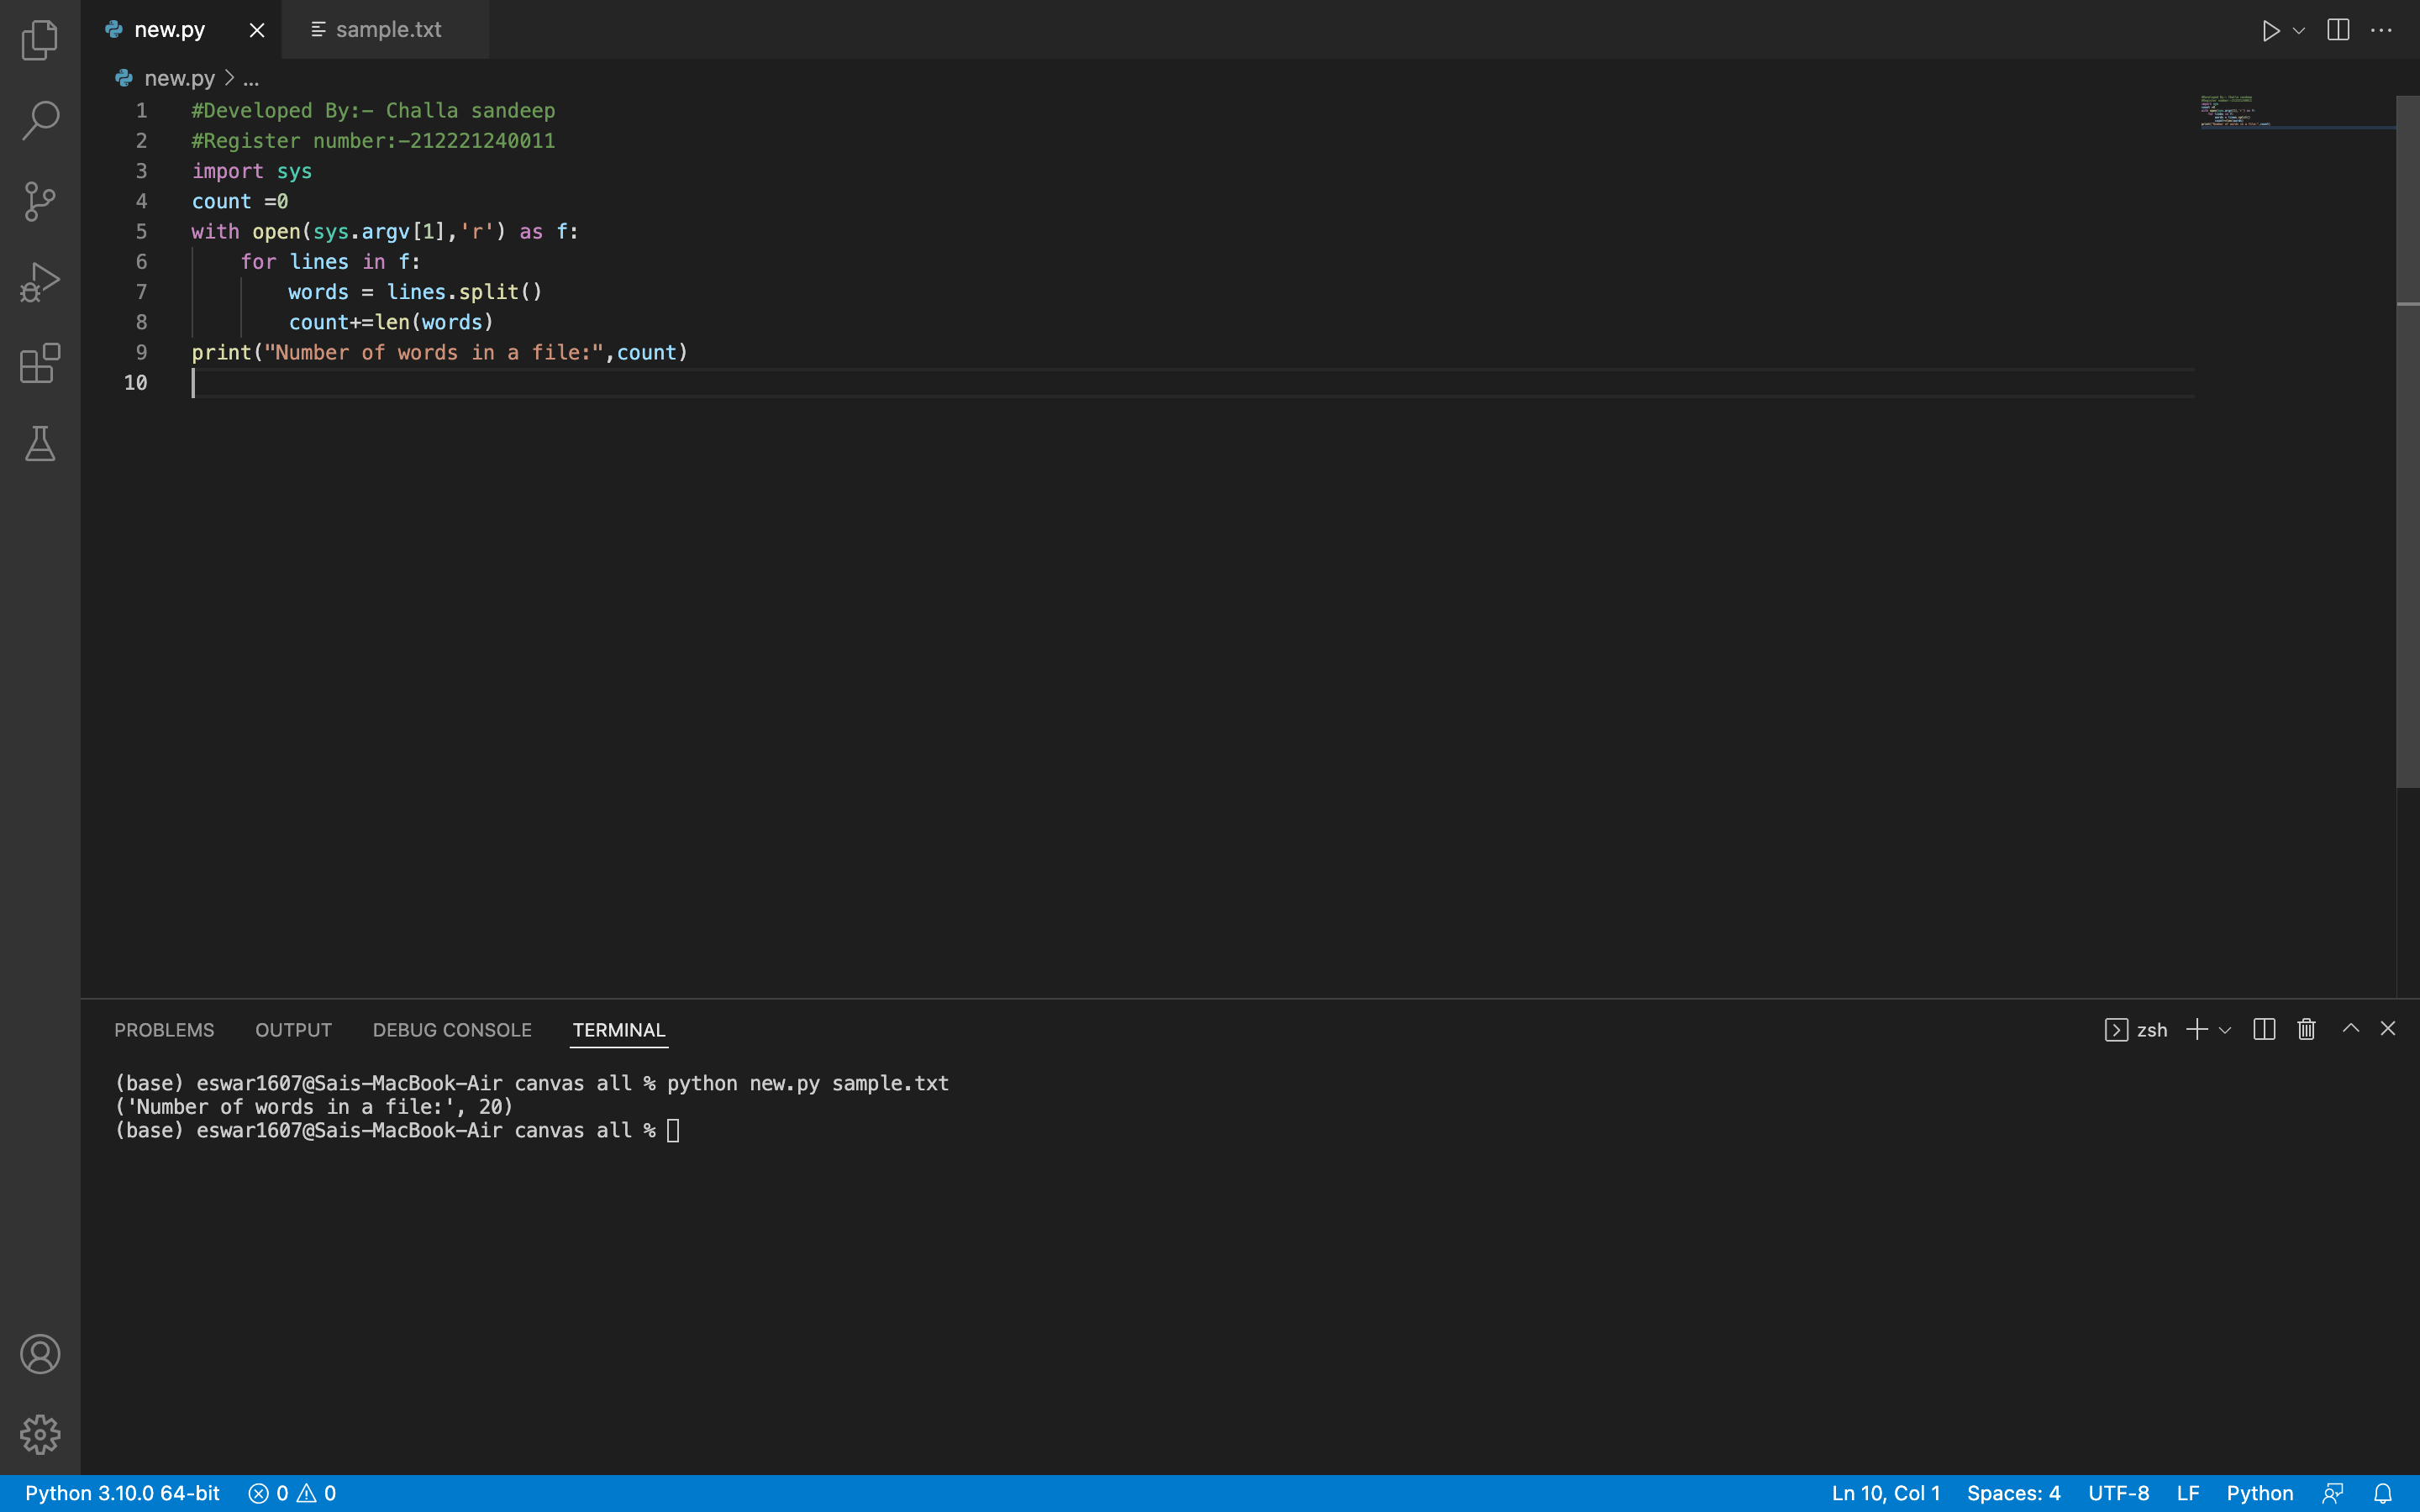 new.py
sample.txt
new.py > ...
1 #Developed By:- Challa sandeep
2 #Register number:-212221240011
3 import sys
4 count =0
5 with open(sys.argv[1],'r') as f:
6     for lines in f:
7         words = lines.split()
8         count+=len(words)
9 print("Number of words in a file:",count)
10
PROBLEMS OUTPUT DEBUG CONSOLE TERMINAL zsh
(base) eswar1607@Sais-MacBook-Air canvas all % python new.py sample.txt
('Number of words in a file:', 20)
(base) eswar1607@Sais-MacBook-Air canvas all %
Python 3.10.0 64-bit 0 0 Ln 10, Col 1 Spaces: 4 UTF-8 LF Python